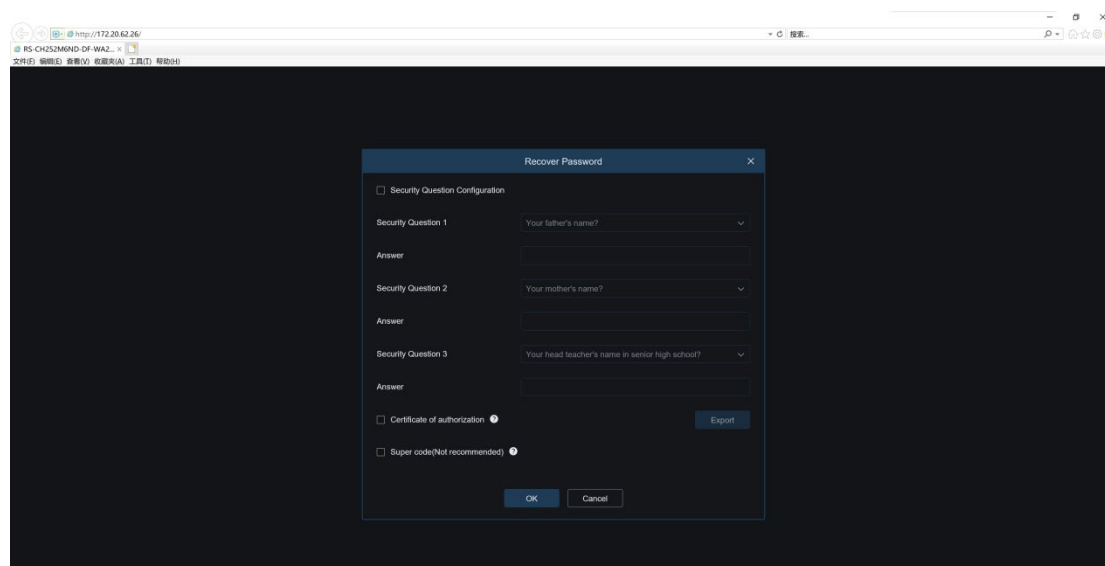 http://172.20.62.26/
搜索...
RS-CH252M6ND-DF-WA2...
文件(F) 编辑(E) 查看(V) 收藏夹(A) 工具(T) 帮助(H)
Recover Password
Security Question Configuration
Security Question 1 Your father's name?
Answer
Security Question 2 Your mother's name?
Answer
Security Question 3 Your head teacher's name in senior high school?
Answer
Certificate of authorization Export
Super code(Not recommended)
OK Cancel